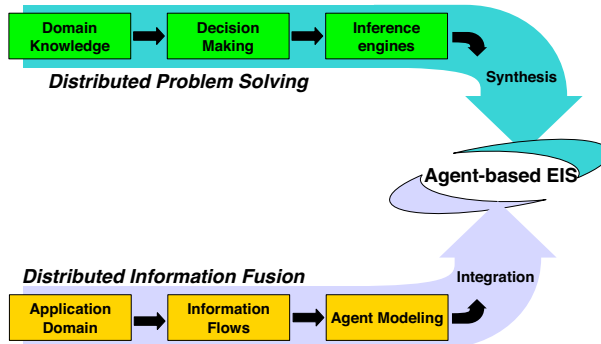 Domain
Knowledge
Decision
Making
Inference
engines
Synthesis
Distributed Problem Solving
Agent-based EIS
Distributed Information Fusion
Integration
Application
Domain
Information
Flows
Agent Modeling